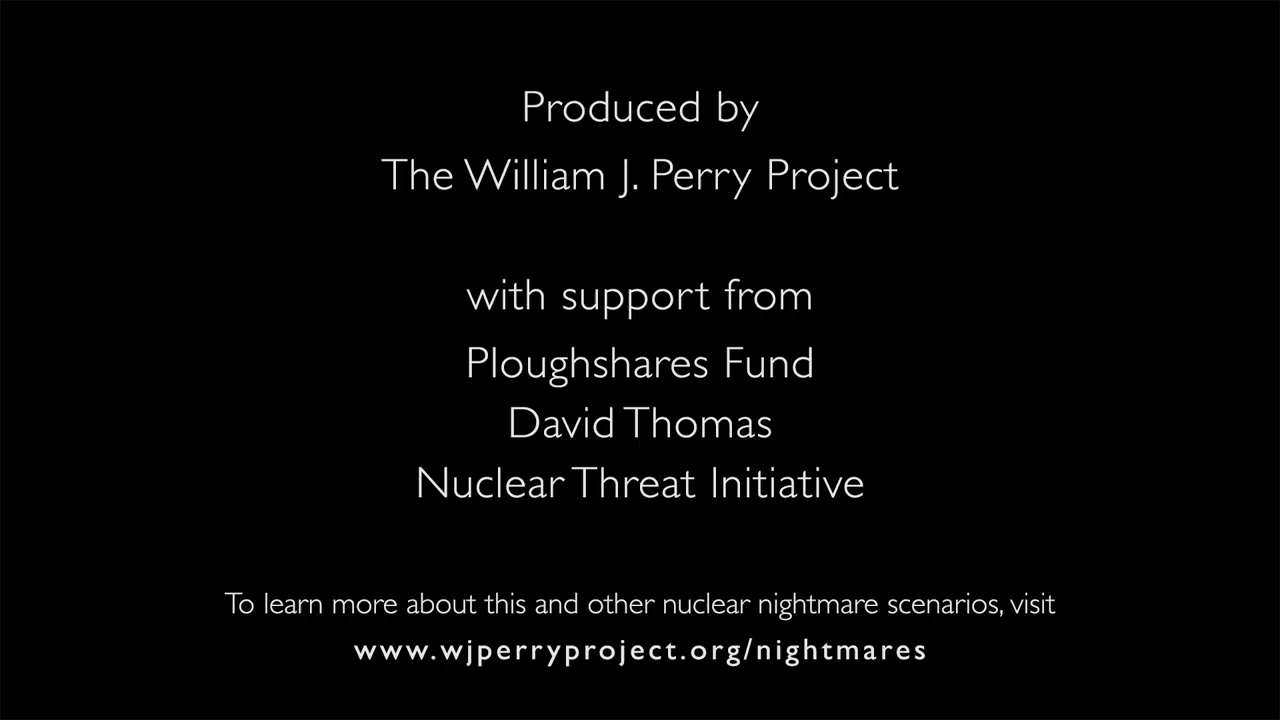 Produced by
The William J. Perry Project
with support from
Ploughshares Fund
David Thomas
Nuclear Threat Initiative
To learn more about this and other nuclear nightmare scenarios, visit
www.wjperryproject.org/nightmares